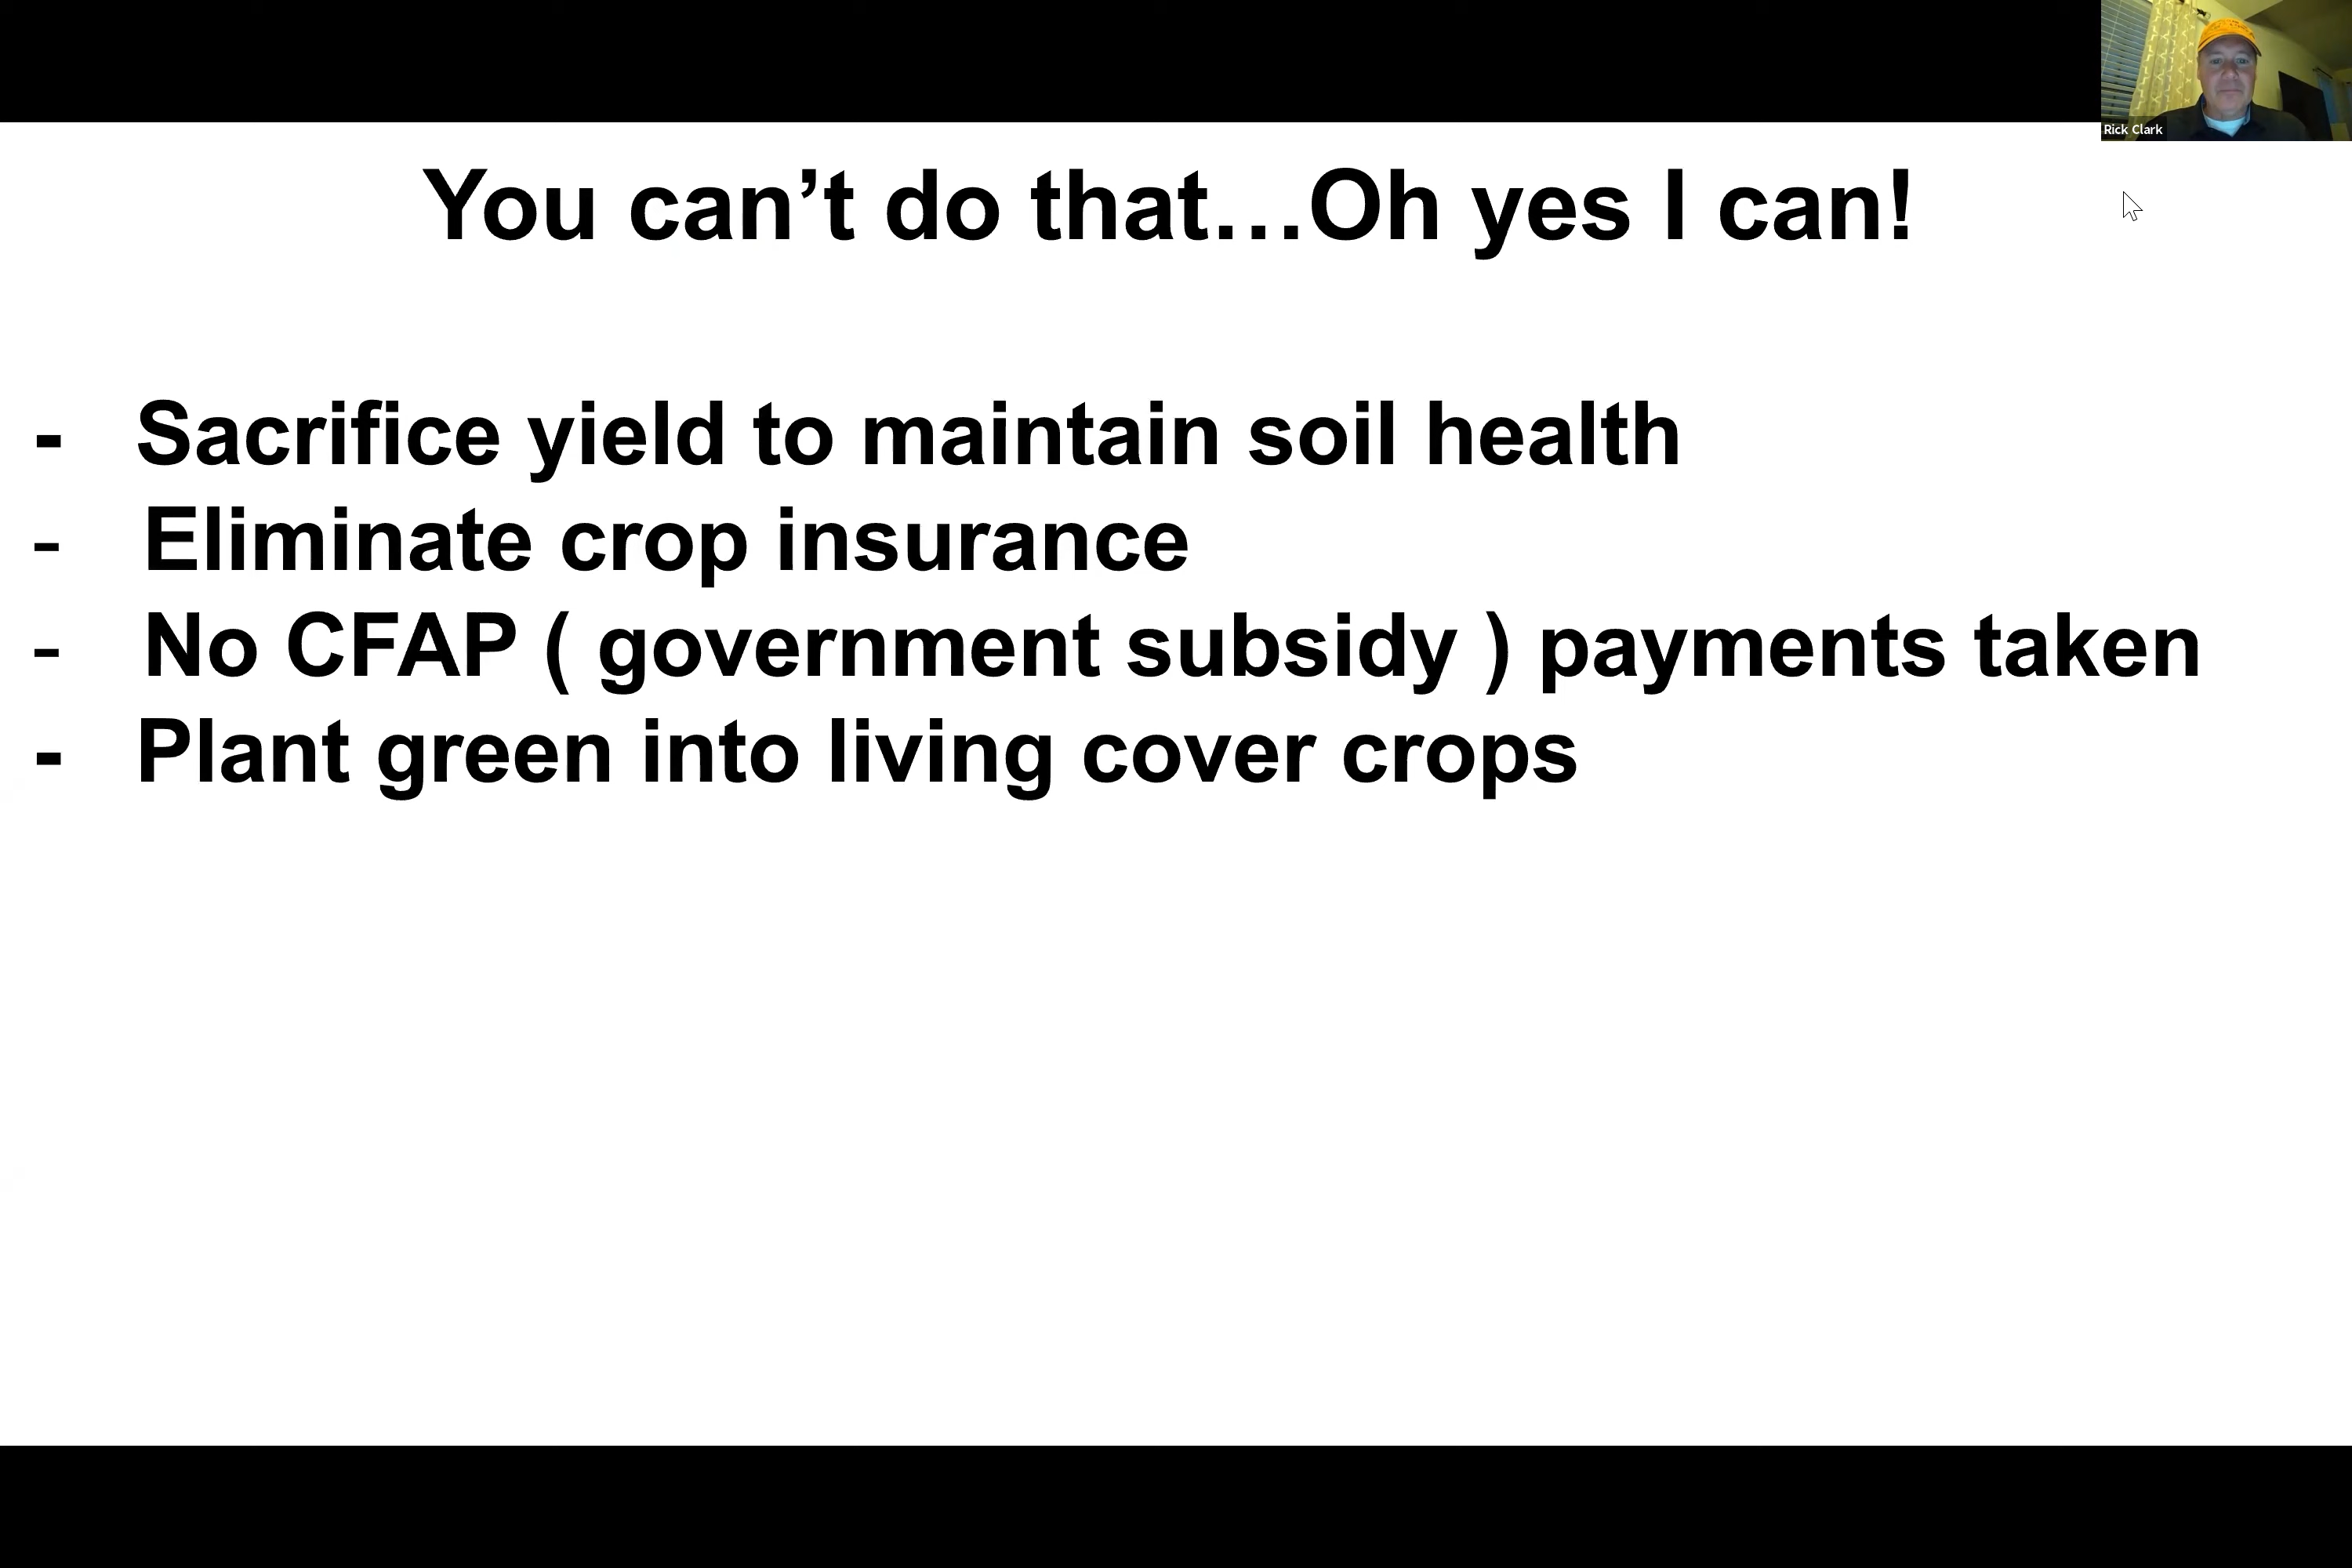 Rick Clark
You can’t do that…Oh yes I can!
- Sacrifice yield to maintain soil health
- Eliminate crop insurance
- No CFAP ( government subsidy ) payments taken
- Plant green into living cover crops